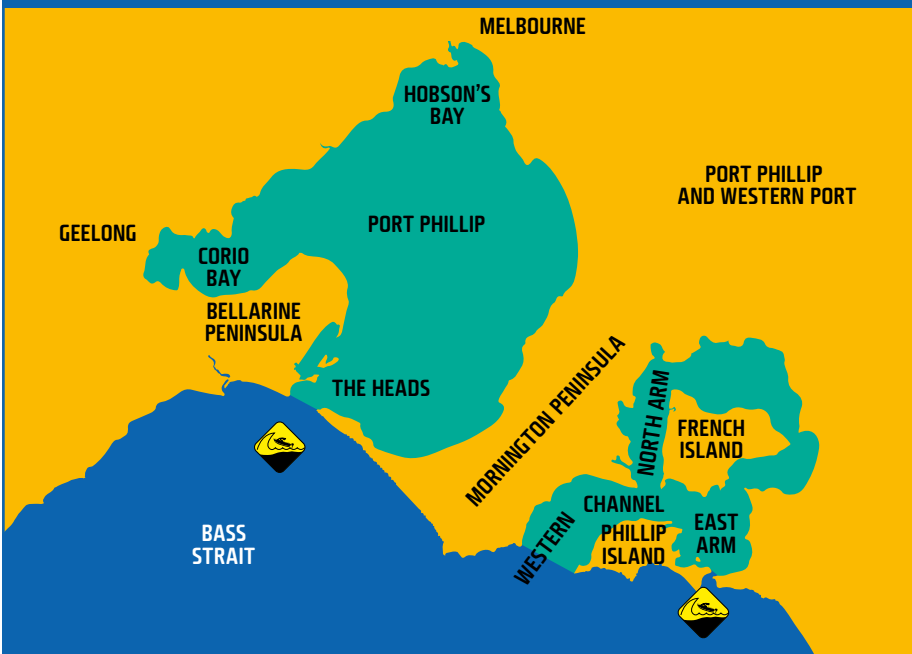 MELBOURNE
HOBSON'S
BAY
PORT PHILLIP
AND WESTERN PORT
PORT PHILLIP
GEELONG
CORIO
BAY
BELLARINE
PENINSULA
THE HEADS
MORNINGTON PENINSULA
NORTH ARM
FRENCH
ISLAND
WESTERN
CHANNEL
PHILLIP
ISLAND
EAST
ARM
BASS
STRAIT